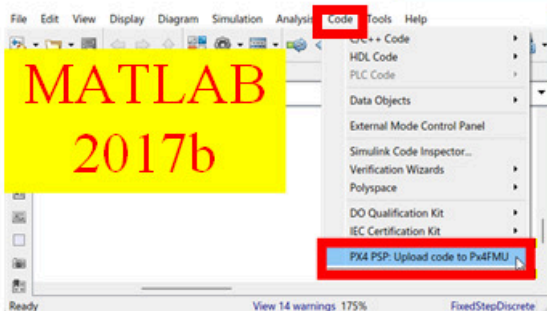 File Edit View Display Diagram Simulation Analysis Code Tools Help
C/C++ Code
HDL Code
PLC Code
Data Objects
External Mode Control Panel
Simulink Code Inspector...
Verification Wizards
Polyspace
DO Qualification Kit
IEC Certification Kit
PX4 PSP: Upload code to Px4FMU
MATLAB
2017b
Ready View 14 warnings 175% FixedStepDiscrete